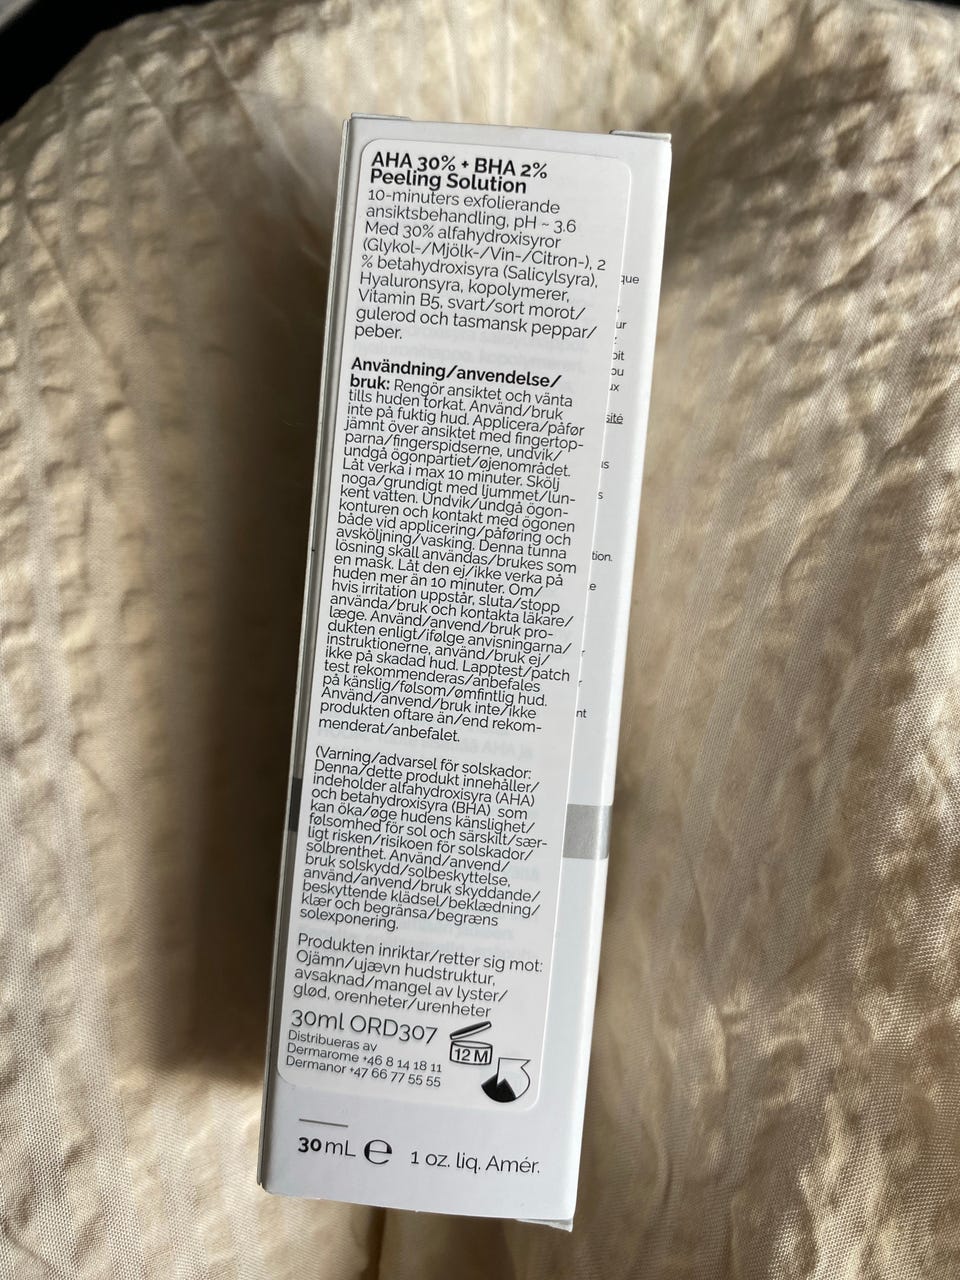 AHA 30% + BHA 2%
Peeling Solution
10-minuters exfolierande
ansiktsbehandling, pH ~ 3.6
Med 30% alfahydroxisyror
(Glykol-/Mjölk-/Vin-/Citron-), 2
% betahydroxisyra (Salicylsyra),
Hyaluronsyra, kopolymerer,
Vitamin B5, svart/sort morot/
gulerod och tasmansk peppar/
peber.
Användning/anvendelse/
bruk: Rengör ansiktet och vänta
tills huden torkat. Använd/bruk
inte på fuktig hud. Applicera/påfør
jämnt över ansiktet med fingertop-
parna/fingerspidserne, undvik/
undgå ögonpartiet/øjenområdet.
Låt verka i max 10 minuter. Skölj
noga/grundigt med ljummet/lun-
kent vatten. Undvik/undgå ögon-
konturen och kontakt med ögonen
både vid applicering/påføring och
avsköljning/vasking. Denna tunna
lösning skall användas/brukes som
en mask. Låt den ej/ikke verka på
huden mer än 10 minuter. Om/
hvis irritation uppstår, sluta/stopp
använda/bruk och kontakta läkare/
læge. Använd/anvend/bruk pro-
dukten enligt/ifølge anvisningarna/
instruktionerne, använd/bruk ej/
ikke på skadad hud. Lapptest/patch
test rekommenderas/anbefales
på känslig/følsom/ømfintlig hud.
Använd/anvend/bruk inte/ikke
produkten oftare än/end rekom-
menderat/anbefalet.
(Varning/advarsel för solskador:
Denna/dette produkt innehåller/
indeholder alfahydroxisyra (AHA)
och betahydroxisyra (BHA) som
kan öka/øge hudens känslighet/
følsomhed för sol och särskilt/sær-
ligt risken/risikoen för solskador/
solbrenthet. Använd/anvend/
bruk solskydd/solbeskyttelse,
använd/anvend/bruk skyddande/
beskyttende klädsel/beklædning/
klær och begränsa/begræns
solexponering.
Produkten inriktar/retter sig mot:
Ojämn/ujævn hudstruktur,
avsaknad/mangel av lyster/
glød, orenheter/urenheter
30ml ORD307
Distribueras av
Dermarome +46 8 14 18 11
Dermanor +47 66 77 55 55
12 M
30 mL e 1 oz. liq. Amér.